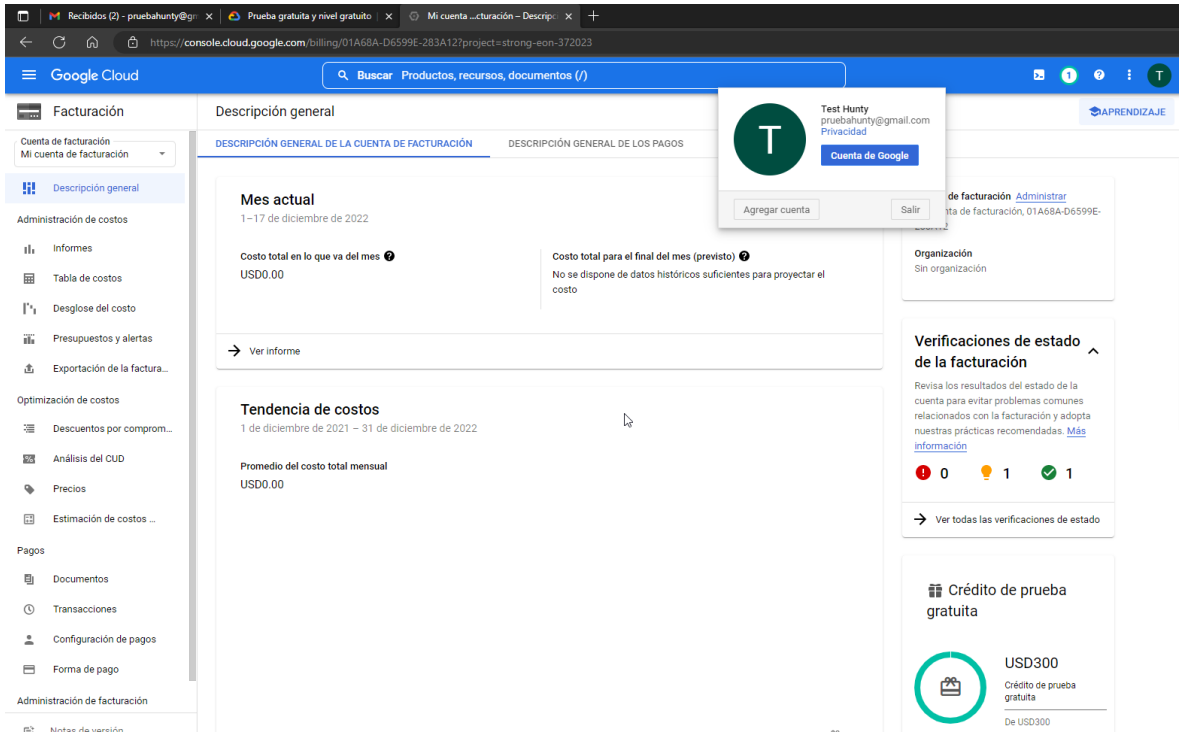 Recibidos (2) - pruebahunty@gm
Prueba gratuita y nivel gratuito
Mi cuenta ...cturación – Descripc
https://console.cloud.google.com/billing/01A68A-D6599E-283A12?project=strong-eon-372023
Google Cloud
Buscar Productos, recursos, documentos (/)
1
T
Facturación
Descripción general
APRENDIZAJE
Cuenta de facturación
Mi cuenta de facturación
DESCRIPCIÓN GENERAL DE LA CUENTA DE FACTURACIÓN
DESCRIPCIÓN GENERAL DE LOS PAGOS
T
Test Hunty
pruebahunty@gmail.com
Privacidad
Cuenta de Google
Agregar cuenta
Salir
Descripción general
Administración de costos
Informes
Tabla de costos
Desglose del costo
Presupuestos y alertas
Exportación de la factura...
Optimización de costos
Descuentos por comprom...
Análisis del CUD
Precios
Estimación de costos ...
Pagos
Documentos
Transacciones
Configuración de pagos
Forma de pago
Administración de facturación
Notas de versión
Mes actual
1–17 de diciembre de 2022
Costo total en lo que va del mes
USD0.00
Costo total para el final del mes (previsto)
No se dispone de datos históricos suficientes para proyectar el
costo
Ver informe
Tendencia de costos
1 de diciembre de 2021 – 31 de diciembre de 2022
Promedio del costo total mensual
USD0.00
de facturación Administrar
ta de facturación, 01A68A-D6599E-
Organización
Sin organización
Verificaciones de estado
de la facturación
Revisa los resultados del estado de la
cuenta para evitar problemas comunes
relacionados con la facturación y adopta
nuestras prácticas recomendadas. Más
información
0
1
1
Ver todas las verificaciones de estado
Crédito de prueba
gratuita
USD300
Crédito de prueba
gratuita
De USD300